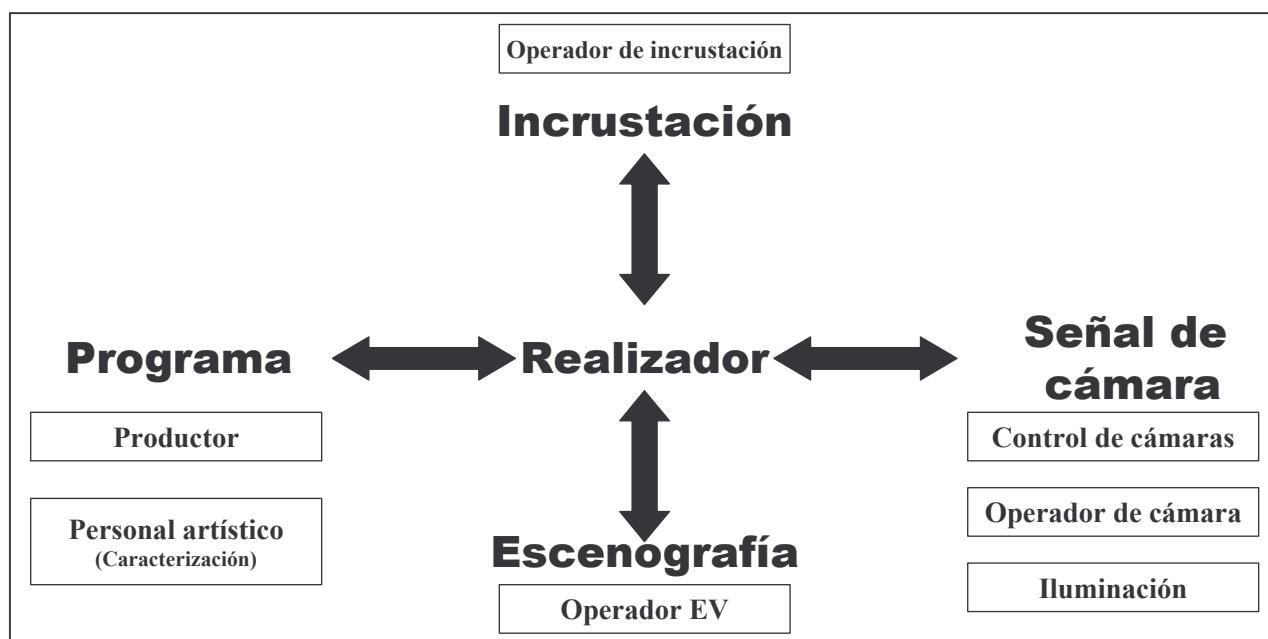 Operador de incrustación
Incrustación
Programa
Realizador
Señal de
cámara
Productor
Personal artístico
(Caracterización)
Escenografía
Operador EV
Control de cámaras
Operador de cámara
Iluminación